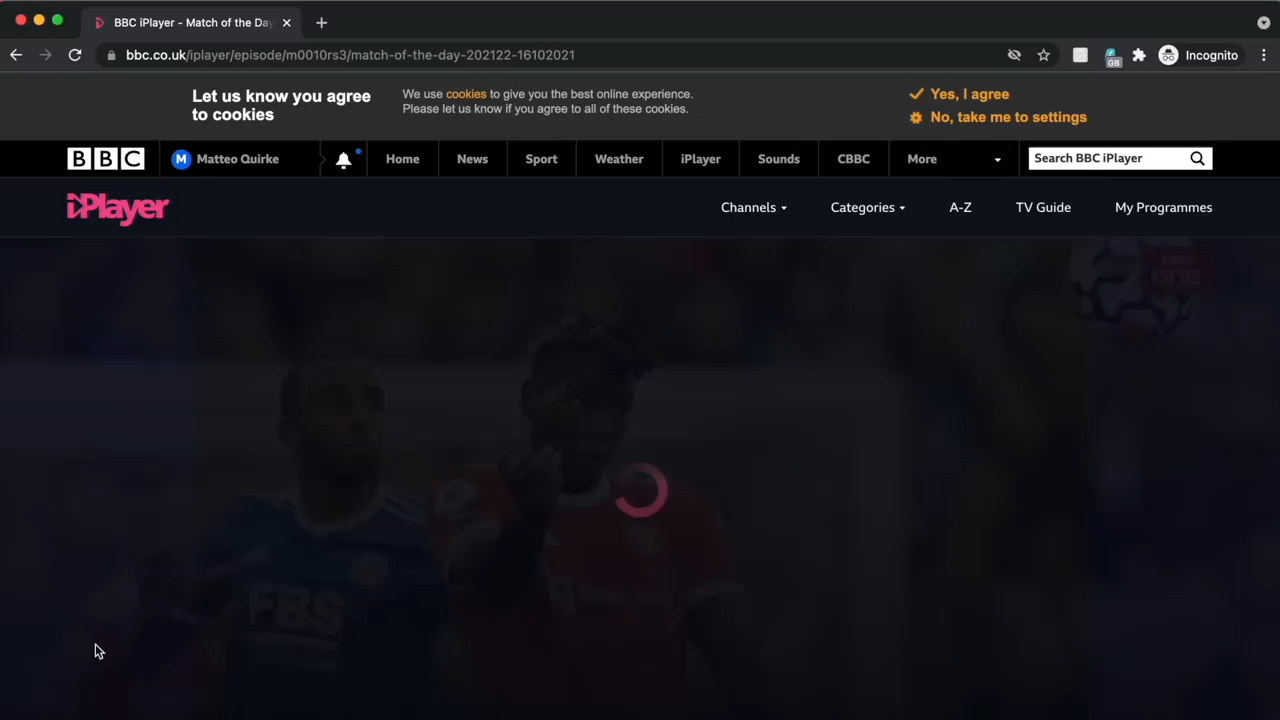 BBC iPlayer - Match of the Day
bbc.co.uk/iplayer/episode/m0010rs3/match-of-the-day-202122-16102021
GB
Incognito
Let us know you agree
to cookies
We use cookies to give you the best online experience.
Please let us know if you agree to all of these cookies.
Yes, I agree
No, take me to settings
BBC
M Matteo Quirke
Home
News
Sport
Weather
iPlayer
Sounds
CBBC
More
Search BBC iPlayer
iPlayer
Channels
Categories
A-Z
TV Guide
My Programmes
one
FBS